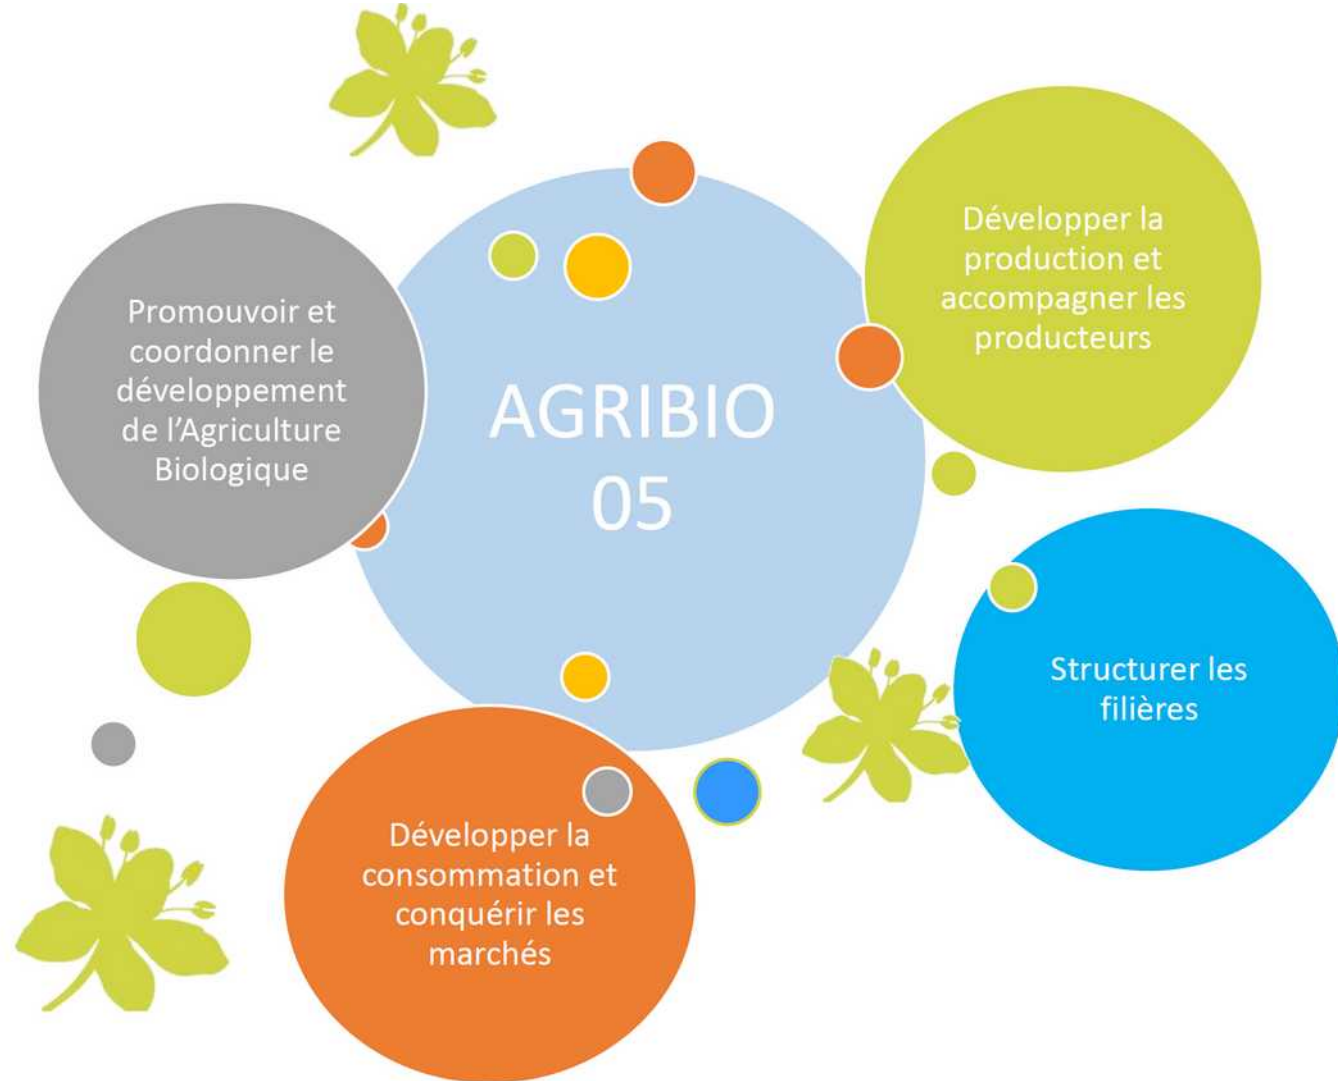 Promouvoir et
coordonner le
développement
de l’Agriculture
Biologique
AGRIBIO
05
Développer la
production et
accompagner les
producteurs
Structurer les
filières
Développer la
consommation et
conquérir les
marchés